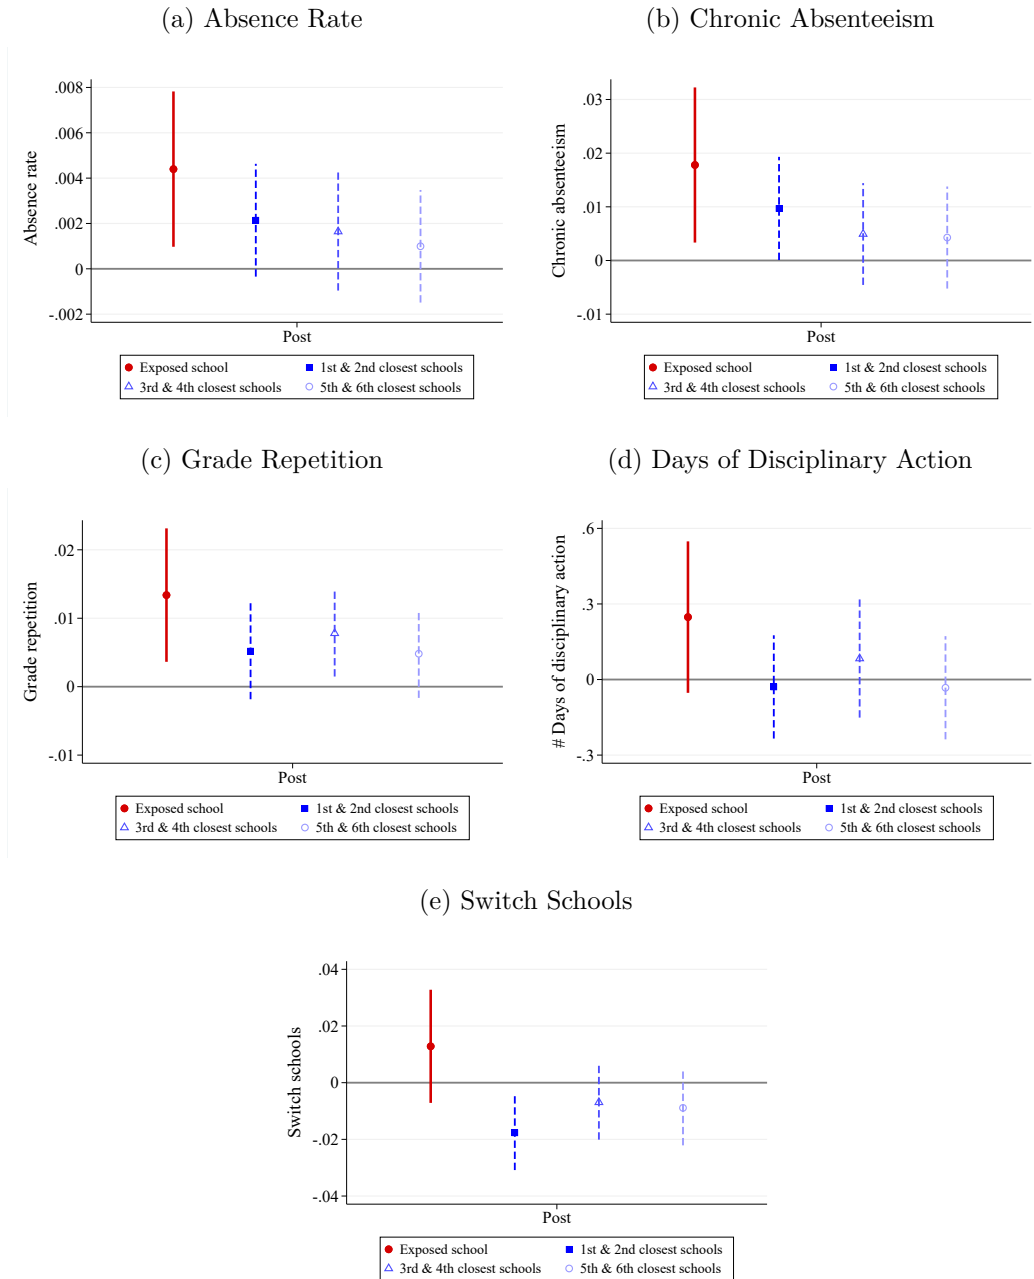 (a) Absence Rate
Absence rate
.008
.006
.004
.002
0
-.002
Post
Exposed school
1st & 2nd closest schools
3rd & 4th closest schools
5th & 6th closest schools
(b) Chronic Absenteeism
Chronic absenteeism
.03
.02
.01
0
-.01
Post
Exposed school
1st & 2nd closest schools
3rd & 4th closest schools
5th & 6th closest schools
(c) Grade Repetition
Grade repetition
.02
.01
0
-.01
Post
Exposed school
1st & 2nd closest schools
3rd & 4th closest schools
5th & 6th closest schools
(d) Days of Disciplinary Action
# Days of disciplinary action
.6
.3
0
-.3
Post
Exposed school
1st & 2nd closest schools
3rd & 4th closest schools
5th & 6th closest schools
(e) Switch Schools
Switch schools
.04
.02
0
-.02
-.04
Post
Exposed school
1st & 2nd closest schools
3rd & 4th closest schools
5th & 6th closest schools